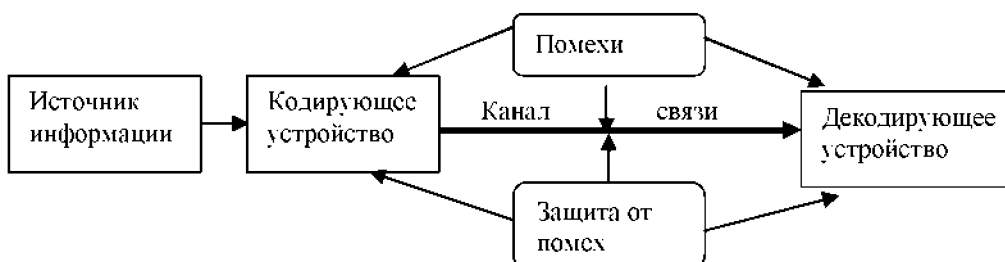 Помехи
Источник
информации
Кодирующее
устройство
Канал связи
Декодирующее
устройство
Защита от
помех